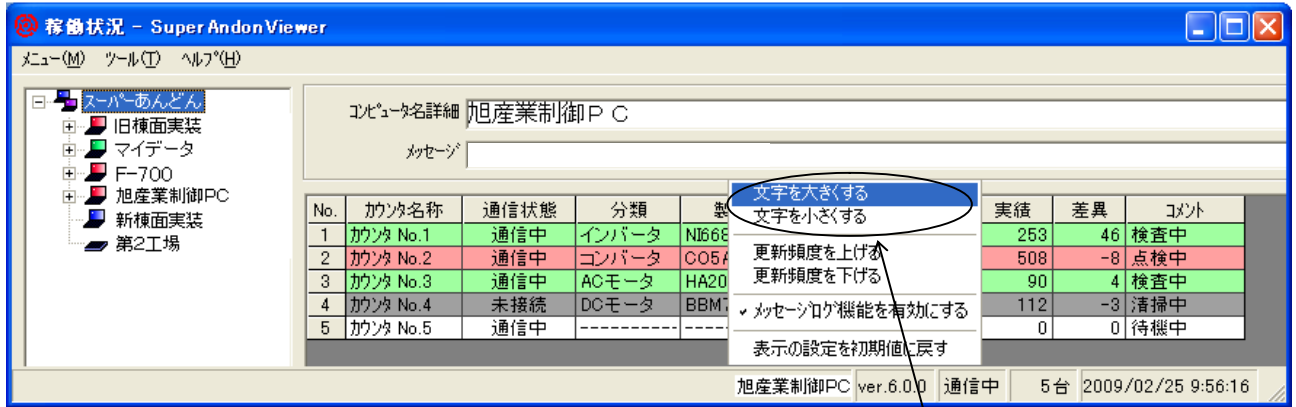 稼働状況 - Super Andon Viewer
メニュー(M) ツール(T) ヘルプ(H)
スーパーあんどん
旧棟面実装
マイデータ
F-700
旭産業制御PC
新棟面実装
第2工場
コンピュータ名詳細 旭産業制御PC
メッセージ
No. カウンタ名称 通信状態 分類 製 実績 差異 コメント
1 カウンタ No.1 通信中 インバータ NI668 253 46 検査中
2 カウンタ No.2 通信中 コンバータ CO5A 508 -8 点検中
3 カウンタ No.3 通信中 ACモータ HA20 90 4 検査中
4 カウンタ No.4 未接続 DCモータ BBM7 112 -3 清掃中
5 カウンタ No.5 通信中 ---------- ----- 0 0 待機中
文字を大きくする
文字を小さくする
更新頻度を上げる
更新頻度を下げる
メッセージログ機能を有効にする
表示の設定を初期値に戻す
旭産業制御PC ver.6.0.0 通信中 5台 2009/02/25 9:56:16